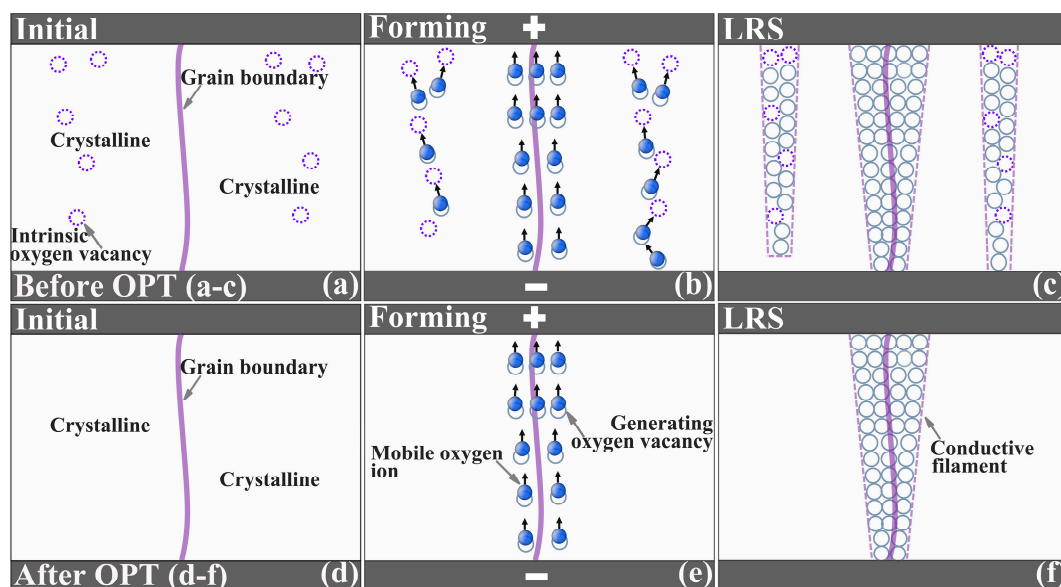 Initial
Grain boundary
Crystalline
Crystalline
Intrinsic
oxygen vacancy
Before OPT (a-c)
(a)
Forming +
−
(b)
LRS
(c)
Initial
Grain boundary
Crystallinc
Crystalline
After OPT (d-f)
(d)
Forming +
Generating
oxygen vacancy
Mobile oxygen
ion
−
(e)
LRS
Conductive
filament
(f)